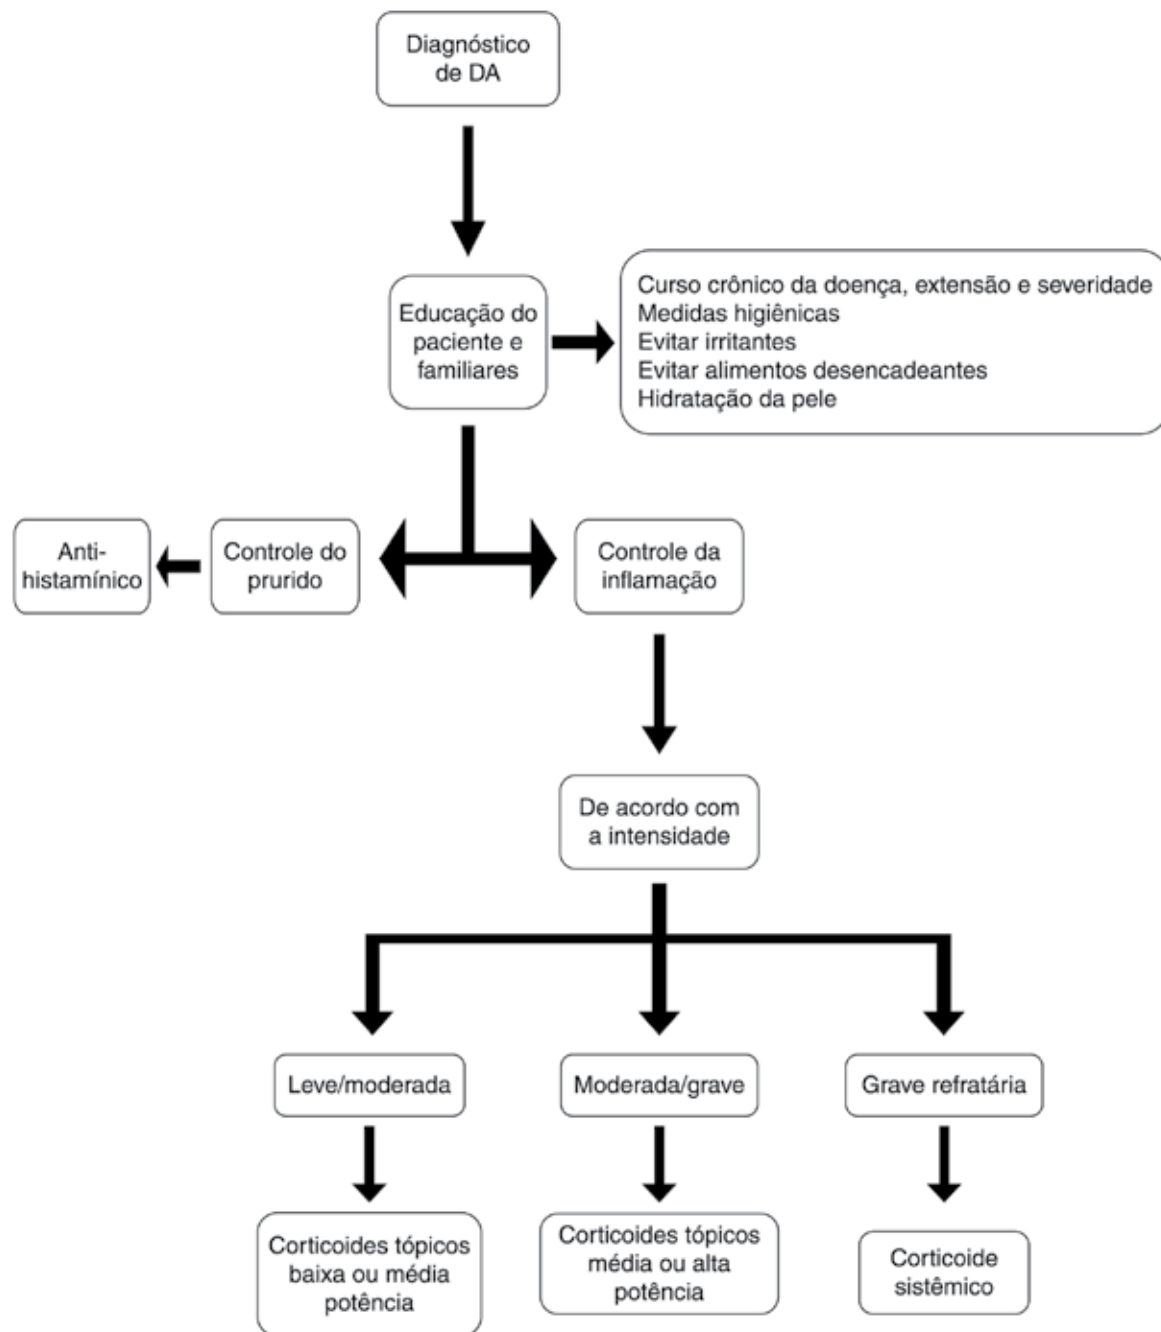 Diagnóstico
de DA
Educação do
paciente e
familiares
Curso crônico da doença, extensão e severidade
Medidas higiênicas
Evitar irritantes
Evitar alimentos desencadeantes
Hidratação da pele
Anti-
histamínico
Controle do
prurido
Controle da
inflamação
De acordo com
a intensidade
Leve/moderada
Moderada/grave
Grave refratária
Corticoides tópicos
baixa ou média
potência
Corticoides tópicos
média ou alta
potência
Corticoide
sistêmico